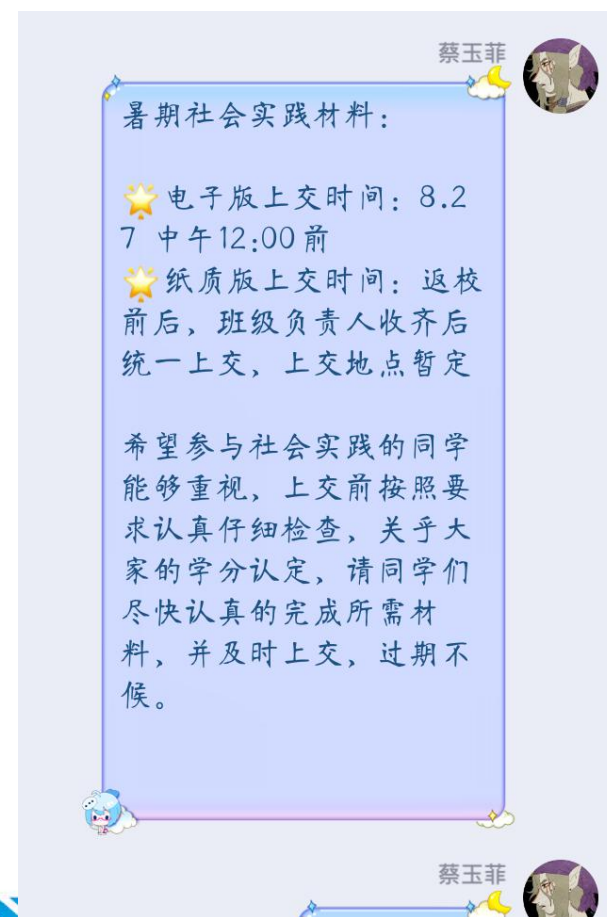 蔡玉菲
暑期社会实践材料：
电子版上交时间：8.2
7 中午12:00前
纸质版上交时间：返校
前后，班级负责人收齐后
统一上交，上交地点暂定
希望参与社会实践的同学
能够重视，上交前按照要
求认真仔细检查，关乎大
家的学分认定，请同学们
尽快认真的完成所需材
料，并及时上交，过期不
候。
蔡玉菲